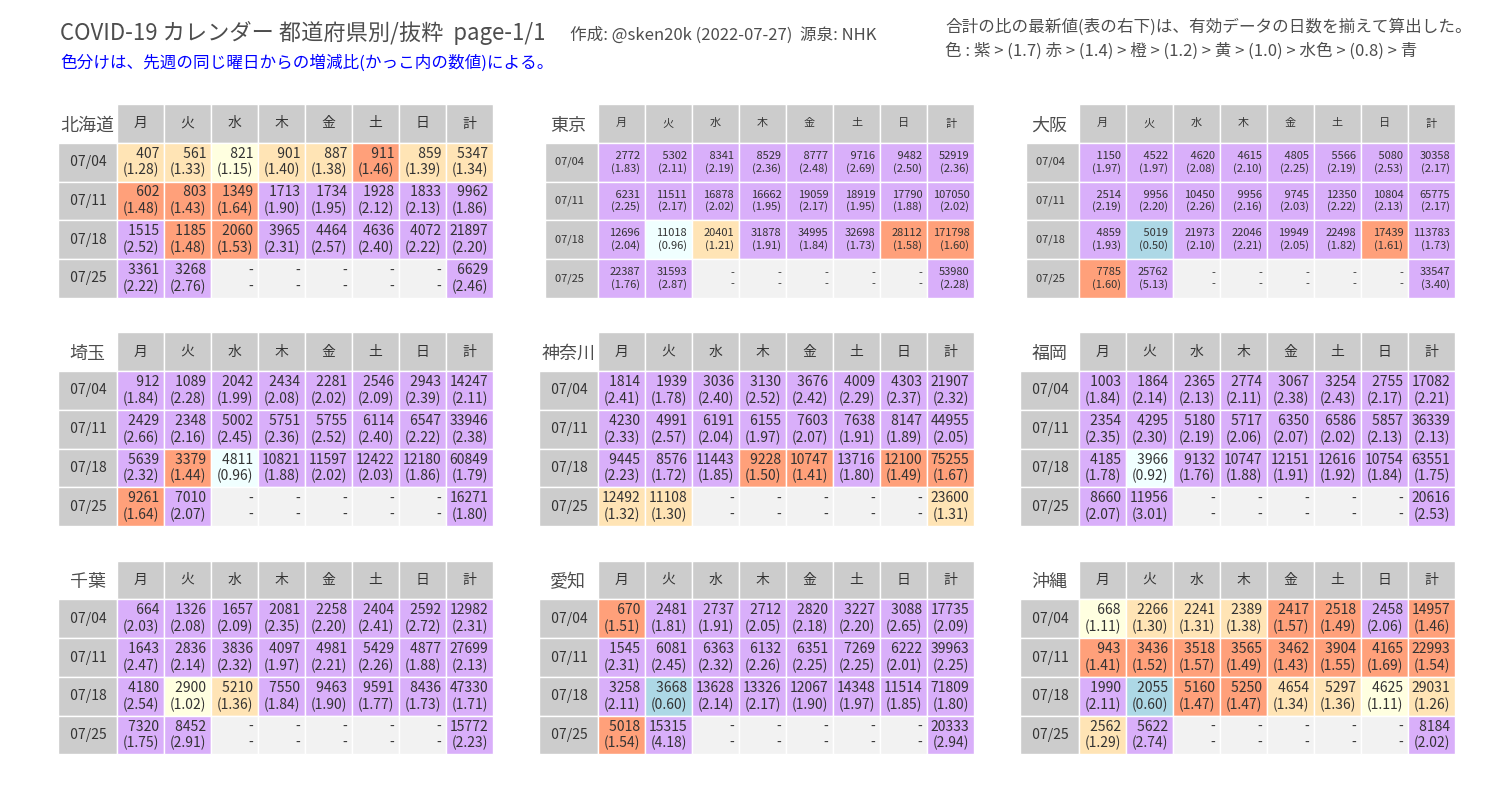 COVID-19 カレンダー 都道府県別/抜粋 page-1/1 作成: @sken20k (2022-07-27) 源泉: NHK
合計の比の最新値(表の右下)は、有効データの日数を揃えて算出した。
色 : 紫 > (1.7) 赤 > (1.4) > 橙 > (1.2) > 黄 > (1.0) > 水色 > (0.8) > 青
色分けは、先週の同じ曜日からの増減比(かっこ内の数値)による。
北海道 月 火 水 木 金 土 日 計
07/04 407 561 821 901 887 911 859 5347
(1.28) (1.33) (1.15) (1.40) (1.38) (1.46) (1.39) (1.34)
07/11 602 803 1349 1713 1734 1928 1833 9962
(1.48) (1.43) (1.64) (1.90) (1.95) (2.12) (2.13) (1.86)
07/18 1515 1185 2060 3965 4464 4636 4072 21897
(2.52) (1.48) (1.53) (2.31) (2.57) (2.40) (2.22) (2.20)
07/25 3361 3268 - - - - - 6629
(2.22) (2.76) - - - - - (2.46)
東京 月 火 水 木 金 土 日 計
07/04 2772 5302 8341 8529 8777 9716 9482 52919
(1.83) (2.11) (2.19) (2.36) (2.48) (2.69) (2.50) (2.36)
07/11 6231 11511 16878 16662 19059 18919 17790 107050
(2.25) (2.17) (2.02) (1.95) (2.17) (1.95) (1.88) (2.02)
07/18 12696 11018 20401 31878 34995 32698 28112 171798
(2.04) (0.96) (1.21) (1.91) (1.84) (1.73) (1.58) (1.60)
07/25 22387 31593 - - - - - 53980
(1.76) (2.87) - - - - - (2.28)
大阪 月 火 水 木 金 土 日 計
07/04 1150 4522 4620 4615 4805 5566 5080 30358
(1.97) (1.97) (2.08) (2.10) (2.25) (2.19) (2.53) (2.17)
07/11 2514 9956 10450 9956 9745 12350 10804 65775
(2.19) (2.20) (2.26) (2.16) (2.03) (2.22) (2.13) (2.17)
07/18 4859 5019 21973 22046 19949 22498 17439 113783
(1.93) (0.50) (2.10) (2.21) (2.05) (1.82) (1.61) (1.73)
07/25 7785 25762 - - - - - 33547
(1.60) (5.13) - - - - - (3.40)
埼玉 月 火 水 木 金 土 日 計
07/04 912 1089 2042 2434 2281 2546 2943 14247
(1.84) (2.28) (1.99) (2.08) (2.02) (2.09) (2.39) (2.11)
07/11 2429 2348 5002 5751 5755 6114 6547 33946
(2.66) (2.16) (2.45) (2.36) (2.52) (2.40) (2.22) (2.38)
07/18 5639 3379 4811 10821 11597 12422 12180 60849
(2.32) (1.44) (0.96) (1.88) (2.02) (2.03) (1.86) (1.79)
07/25 9261 7010 - - - - - 16271
(1.64) (2.07) - - - - - (1.80)
神奈川 月 火 水 木 金 土 日 計
07/04 1814 1939 3036 3130 3676 4009 4303 21907
(2.41) (1.78) (2.40) (2.52) (2.42) (2.29) (2.37) (2.32)
07/11 4230 4991 6191 6155 7603 7638 8147 44955
(2.33) (2.57) (2.04) (1.97) (2.07) (1.91) (1.89) (2.05)
07/18 9445 8576 11443 9228 10747 13716 12100 75255
(2.23) (1.72) (1.85) (1.50) (1.41) (1.80) (1.49) (1.67)
07/25 12492 11108 - - - - - 23600
(1.32) (1.30) - - - - - (1.31)
福岡 月 火 水 木 金 土 日 計
07/04 1003 1864 2365 2774 3067 3254 2755 17082
(1.84) (2.14) (2.13) (2.11) (2.38) (2.43) (2.17) (2.21)
07/11 2354 4295 5180 5717 6350 6586 5857 36339
(2.35) (2.30) (2.19) (2.06) (2.07) (2.02) (2.13) (2.13)
07/18 4185 3966 9132 10747 12151 12616 10754 63551
(1.78) (0.92) (1.76) (1.88) (1.91) (1.92) (1.84) (1.75)
07/25 8660 11956 - - - - - 20616
(2.07) (3.01) - - - - - (2.53)
千葉 月 火 水 木 金 土 日 計
07/04 664 1326 1657 2081 2258 2404 2592 12982
(2.03) (2.08) (2.09) (2.35) (2.20) (2.41) (2.72) (2.31)
07/11 1643 2836 3836 4097 4981 5429 4877 27699
(2.47) (2.14) (2.32) (1.97) (2.21) (2.26) (1.88) (2.13)
07/18 4180 2900 5210 7550 9463 9591 8436 47330
(2.54) (1.02) (1.36) (1.84) (1.90) (1.77) (1.73) (1.71)
07/25 7320 8452 - - - - - 15772
(1.75) (2.91) - - - - - (2.23)
愛知 月 火 水 木 金 土 日 計
07/04 670 2481 2737 2712 2820 3227 3088 17735
(1.51) (1.81) (1.91) (2.05) (2.18) (2.20) (2.65) (2.09)
07/11 1545 6081 6363 6132 6351 7269 6222 39963
(2.31) (2.45) (2.32) (2.26) (2.25) (2.25) (2.01) (2.25)
07/18 3258 3668 13628 13326 12067 14348 11514 71809
(2.11) (0.60) (2.14) (2.17) (1.90) (1.97) (1.85) (1.80)
07/25 5018 15315 - - - - - 20333
(1.54) (4.18) - - - - - (2.94)
沖縄 月 火 水 木 金 土 日 計
07/04 668 2266 2241 2389 2417 2518 2458 14957
(1.11) (1.30) (1.31) (1.38) (1.57) (1.49) (2.06) (1.46)
07/11 943 3436 3518 3565 3462 3904 4165 22993
(1.41) (1.52) (1.57) (1.49) (1.43) (1.55) (1.69) (1.54)
07/18 1990 2055 5160 5250 4654 5297 4625 29031
(2.11) (0.60) (1.47) (1.47) (1.34) (1.36) (1.11) (1.26)
07/25 2562 5622 - - - - - 8184
(1.29) (2.74) - - - - - (2.02)